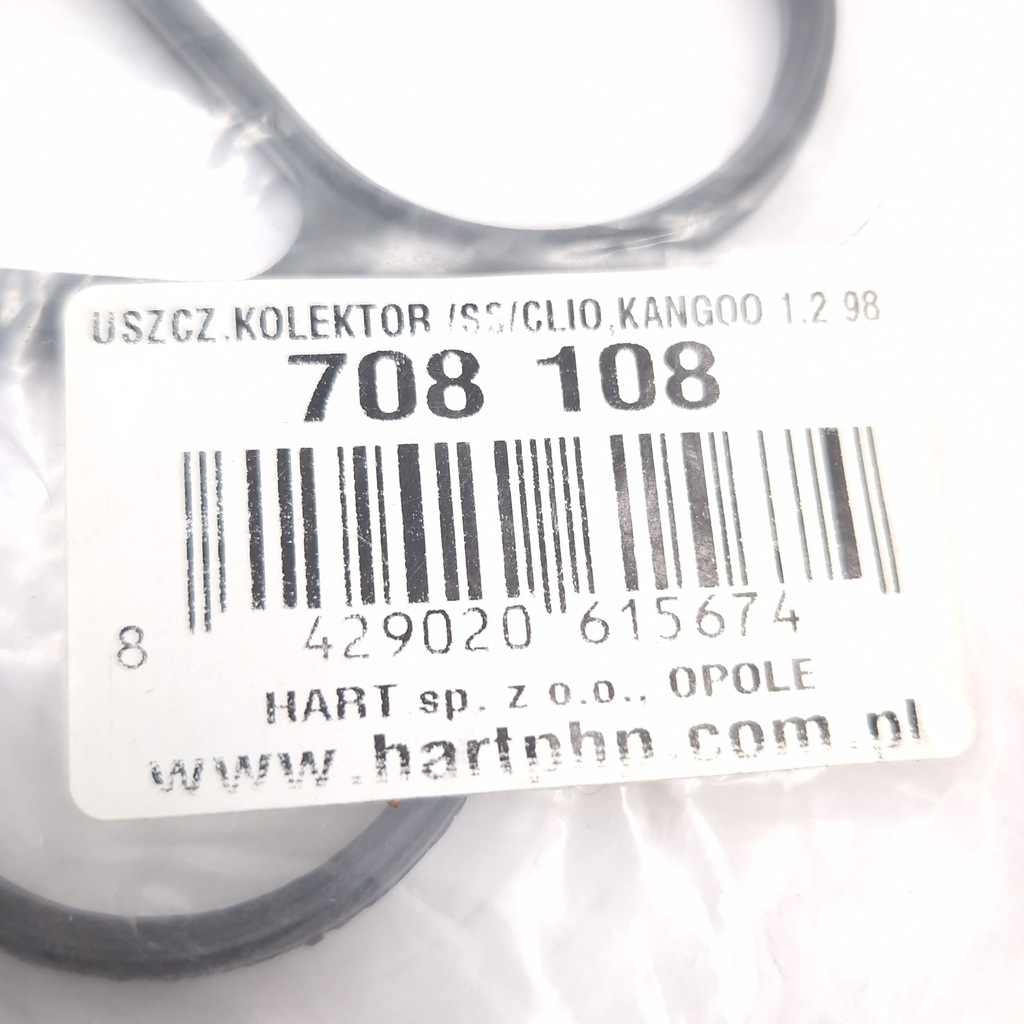 USZCZ.KOLEKTOR /SS/CLIO,KANGOO 1.2 98
708 108
8 429020 615674
HART sp. z o.o., OPOLE
www.hartphp.com.pl